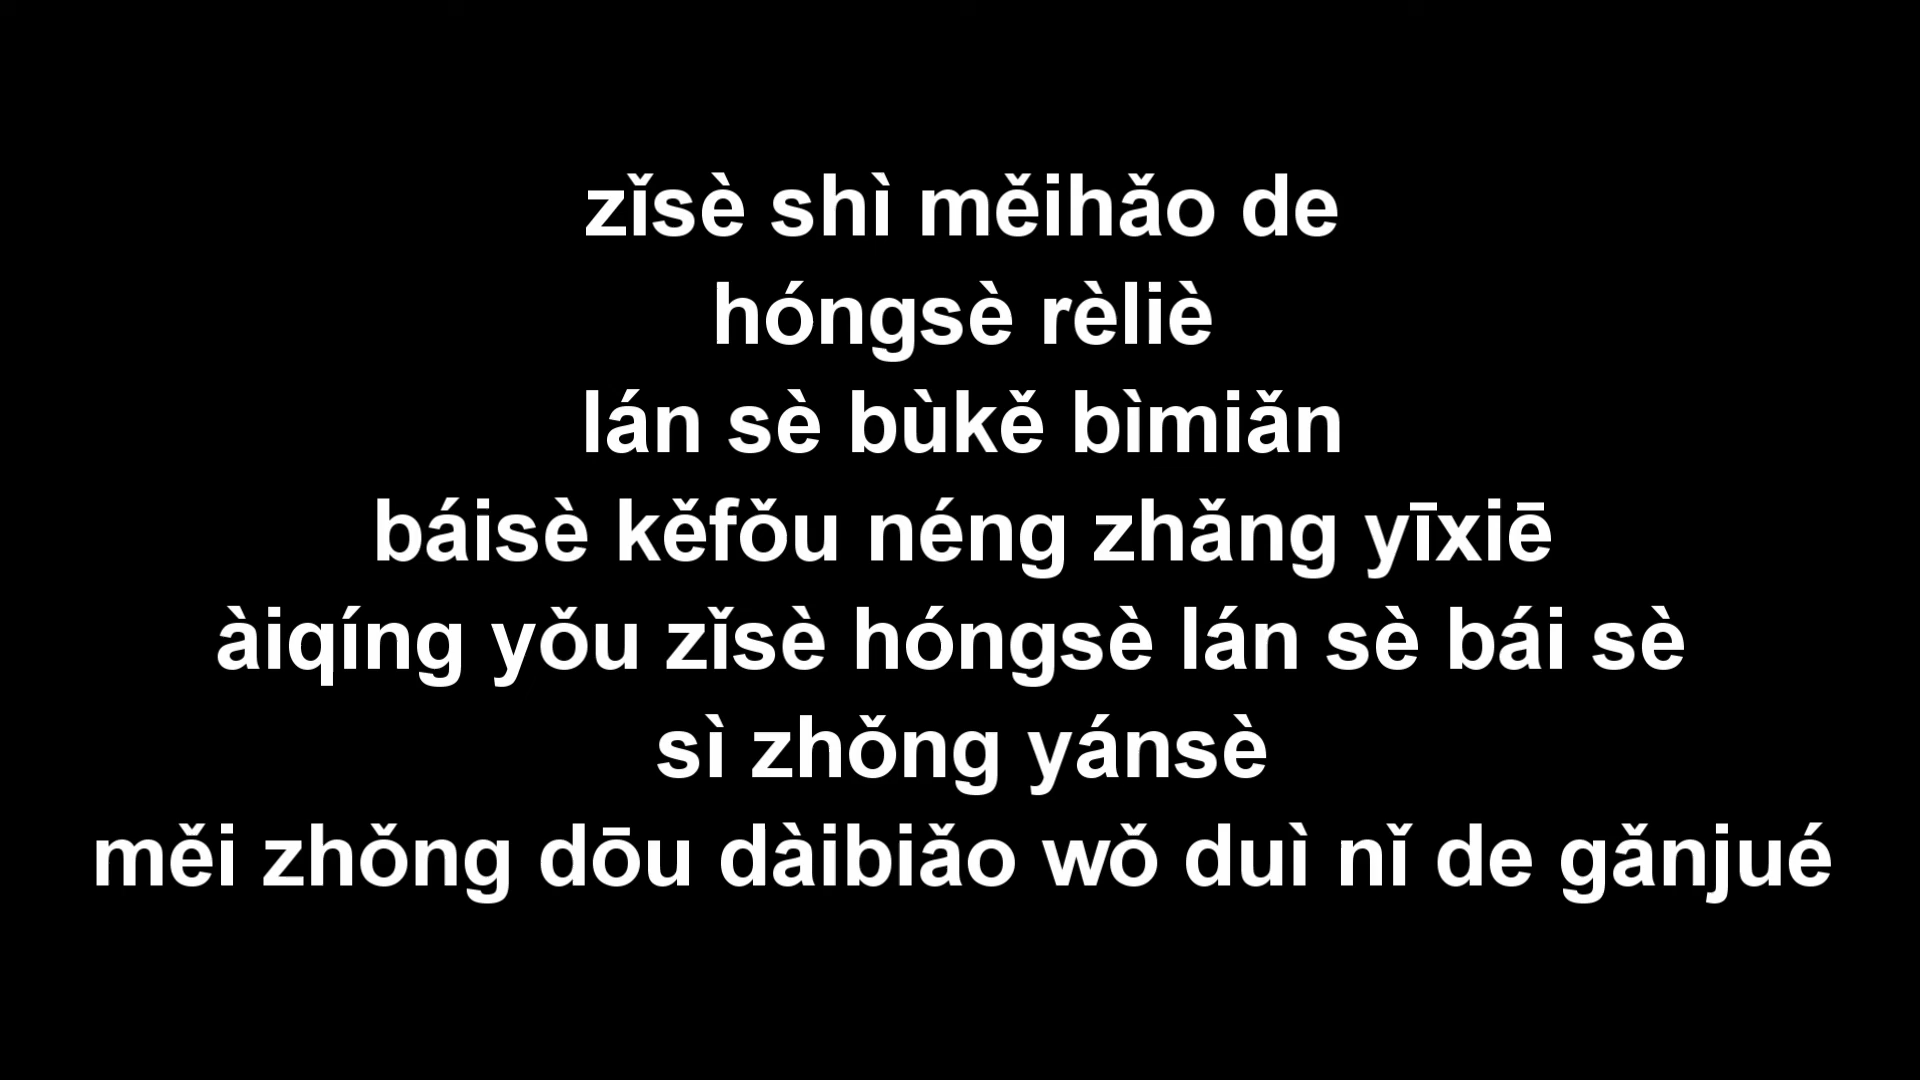 zǐsè shì měihǎo de
hóngsè rèliè
lán sè bùkě bìmiǎn
báisè kěfǒu néng zhǎng yīxiē
àiqíng yǒu zǐsè hóngsè lán sè bái sè
sì zhǒng yánsè
měi zhǒng dōu dàibiǎo wǒ duì nǐ de gǎnjué